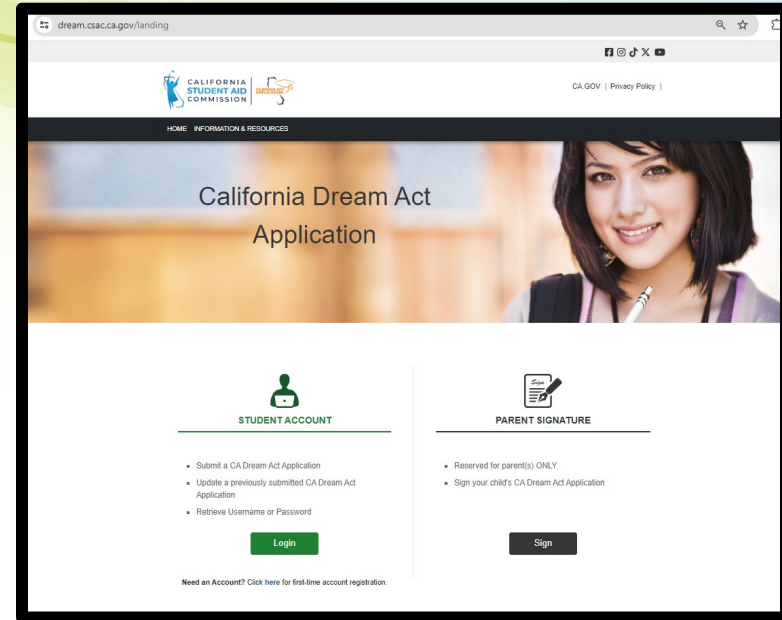 dream.csac.ca.gov/landing
CALIFORNIA
STUDENT AID
COMMISSION
CA.GOV | Privacy Policy |
HOME INFORMATION & RESOURCES
California Dream Act
Application
Sign
STUDENT ACCOUNT
PARENT SIGNATURE
Submit a CA Dream Act Application
Update a previously submitted CA Dream Act
Application
Retrieve Username or Password
Reserved for parent(s) ONLY
Sign your child's CA Dream Act Application
Login
Sign
Need an Account? Click here for first-time account registration.